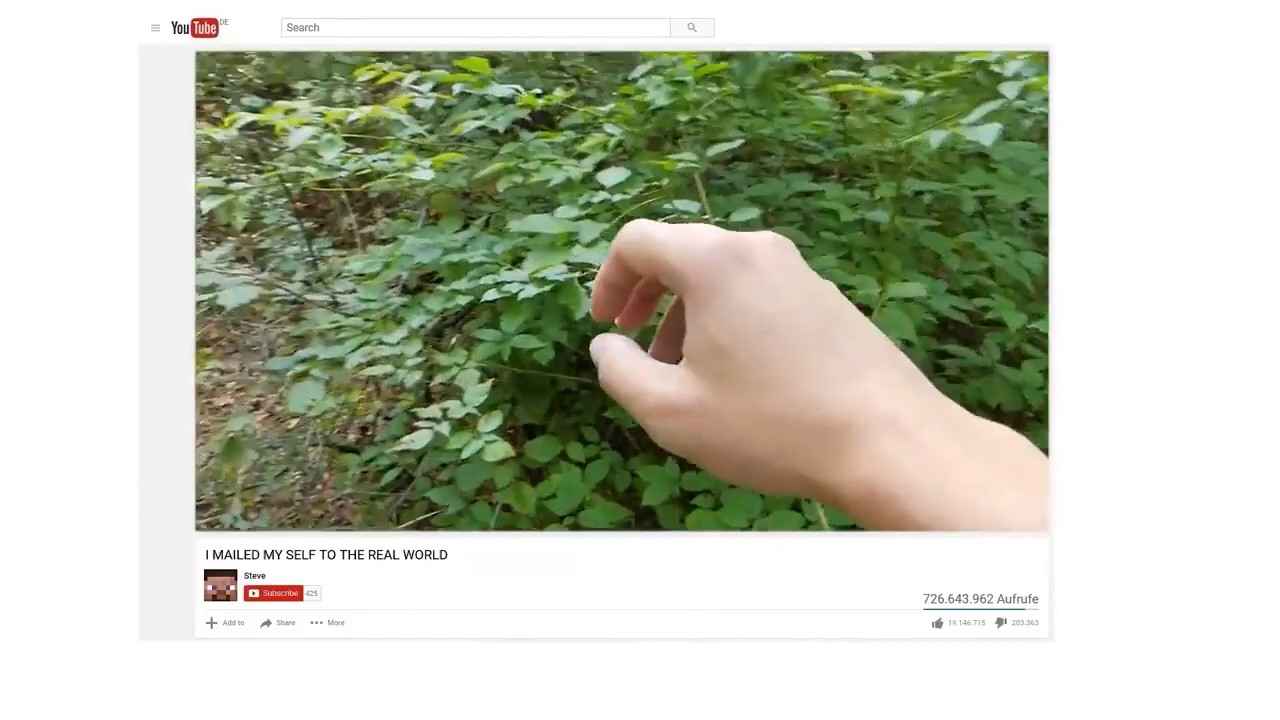 YouTube DE
Search
I MAILED MY SELF TO THE REAL WORLD
Steve
Subscribe 425
726.643.962 Aufrufe
Add to Share More 19.146.715 203.363